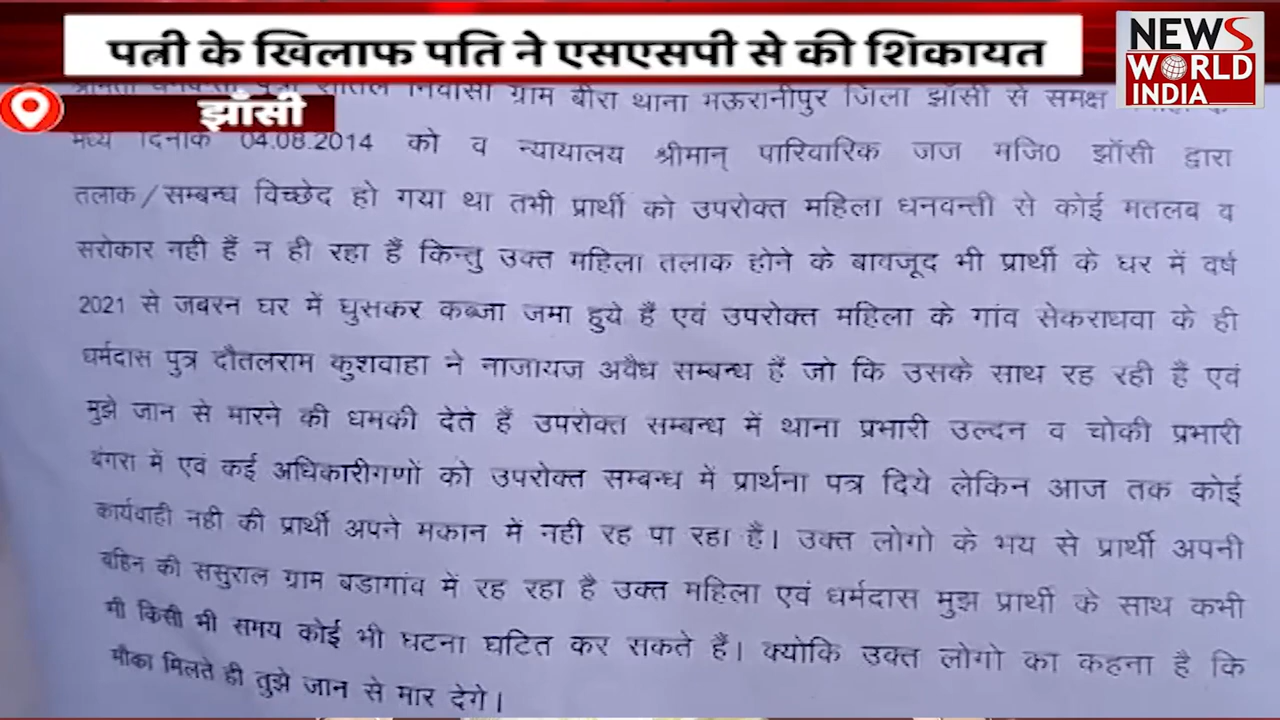 पत्नी के खिलाफ पति ने एसएसपी से की शिकायत
NEWS
WORLD
INDIA
झाँसी
निवासी ग्राम बीरा थाना मऊरानीपुर जिला झाँसी से समक्ष
मध्य दिनांक 04.08.2014 को व न्यायालय श्रीमान् पारिवारिक जज मजि0 झाँसी द्वारा
तलाक/सम्बन्ध विच्छेद हो गया था तभी प्रार्थी को उपरोक्त महिला धनवन्ती से कोई मतलब व
सरोकार नही हैं न ही रहा हैं किन्तु उक्त महिला तलाक होने के बावजूद भी प्रार्थी के घर में वर्ष
2021 से जबरन घर में घुसकर कब्जा जमा हुये हैं एवं उपरोक्त महिला के गांव सेकराधवा के ही
धर्मदास पुत्र दौतलराम कुशवाहा ने नाजायज अवैध सम्बन्ध हैं जो कि उसके साथ रह रही है एवं
मुझे जान से मारने की धमकी देते हैं उपरोक्त सम्बन्ध में थाना प्रभारी उल्दन व चोकी प्रभारी
बंगरा में एवं कई अधिकारीगणों को उपरोक्त सम्बन्ध में प्रार्थना पत्र दिये लेकिन आज तक कोई
कार्यवाही नही की प्रार्थी अपने मकान में नही रह पा रहा है। उक्त लोगो के भय से प्रार्थी अपनी
बहिन की ससुराल ग्राम बडागांव में रह रहा है उक्त महिला एवं धर्मदास मुझ प्रार्थी के साथ कभी
भी किसी भी समय कोई भी घटना घटित कर सकते हैं। क्योकि उक्त लोगो का कहना है कि
मौका मिलते ही तुझे जान से मार देगे।